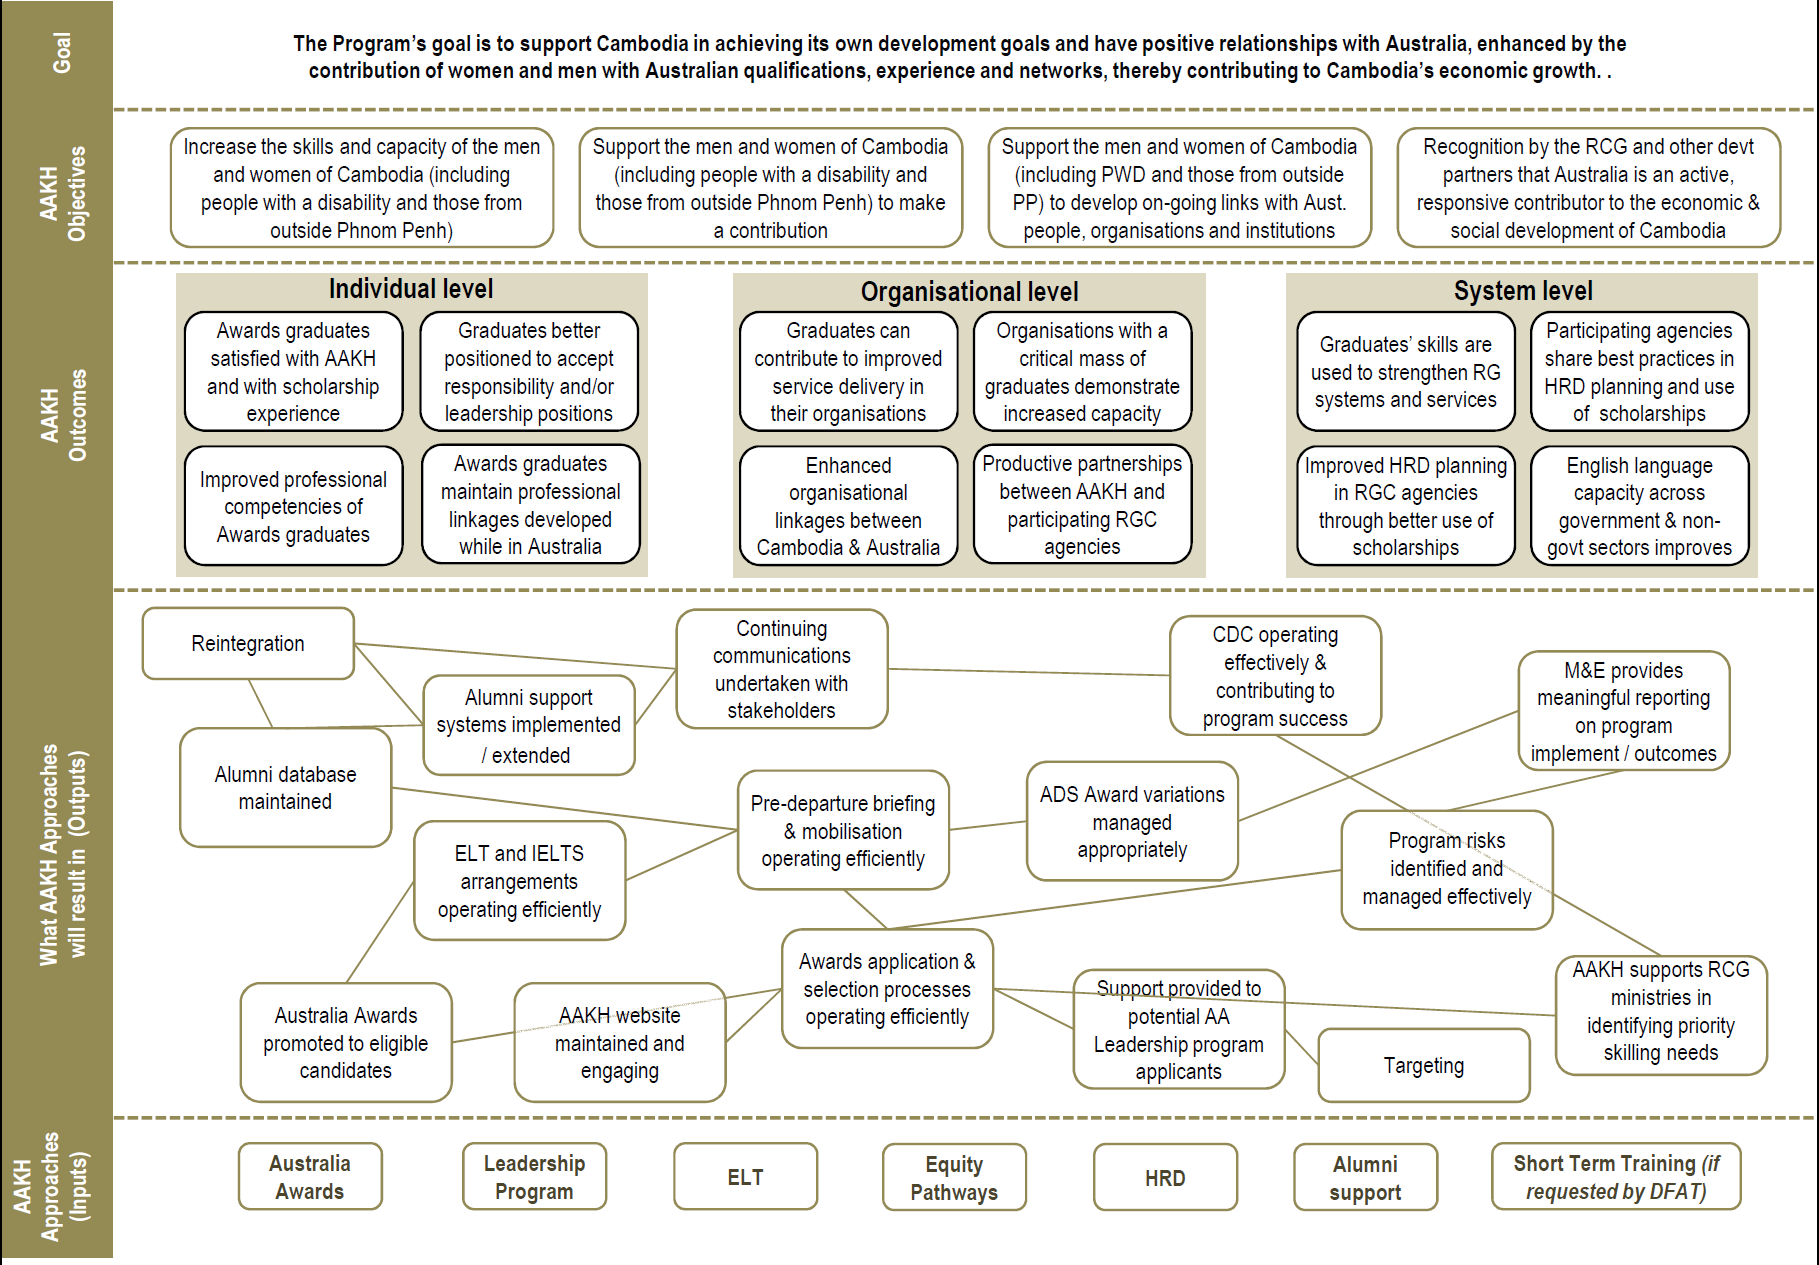 Goal
The Program's goal is to support Cambodia in achieving its own development goals and have positive relationships with Australia, enhanced by the
contribution of women and men with Australian qualifications, experience and networks, thereby contributing to Cambodia's economic growth. .
AAKH
Objectives
Increase the skills and capacity of the men
and women of Cambodia (including
people with a disability and those from
outside Phnom Penh)
Support the men and women of Cambodia
(including people with a disability and
those from outside Phnom Penh) to make
a contribution
Support the men and women of Cambodia
(including PWD and those from outside
PP) to develop on-going links with Aust.
people, organisations and institutions
Recognition by the RCG and other devt
partners that Australia is an active,
responsive contributor to the economic &
social development of Cambodia
AAKH
Outcomes
Individual level
Awards graduates
satisfied with AAKH
and with scholarship
experience
Graduates better
positioned to accept
responsibility and/or
leadership positions
Improved professional
competencies of
Awards graduates
Awards graduates
maintain professional
linkages developed
while in Australia
Organisational level
Graduates can
contribute to improved
service delivery in
their organisations
Organisations with a
critical mass of
graduates demonstrate
increased capacity
Enhanced
organisational
linkages between
Cambodia & Australia
Productive partnerships
between AAKH and
participating RGC
agencies
System level
Graduates' skills are
used to strengthen RG
systems and services
Participating agencies
share best practices in
HRD planning and use
of scholarships
Improved HRD planning
in RGC agencies
through better use of
scholarships
English language
capacity across
government & non-
govt sectors improves
What AAKH Approaches
will result in (Outputs)
Reintegration
Alumni support
systems implemented
/ extended
Continuing
communications
undertaken with
stakeholders
CDC operating
effectively &
contributing to
program success
M&E provides
meaningful reporting
on program
implement / outcomes
Alumni database
maintained
Pre-departure briefing
& mobilisation
operating efficiently
ADS Award variations
managed
appropriately
Program risks
identified and
managed effectively
ELT and IELTS
arrangements
operating efficiently
Awards application &
selection processes
operating efficiently
Australia Awards
promoted to eligible
candidates
AAKH website
maintained and
engaging
Support provided to
potential AA
Leadership program
applicants
Targeting
AAKH supports RCG
ministries in
identifying priority
skilling needs
AAKH
Approaches
(Inputs)
Australia
Awards
Leadership
Program
ELT
Equity
Pathways
HRD
Alumni
support
Short Term Training (if
requested by DFAT)